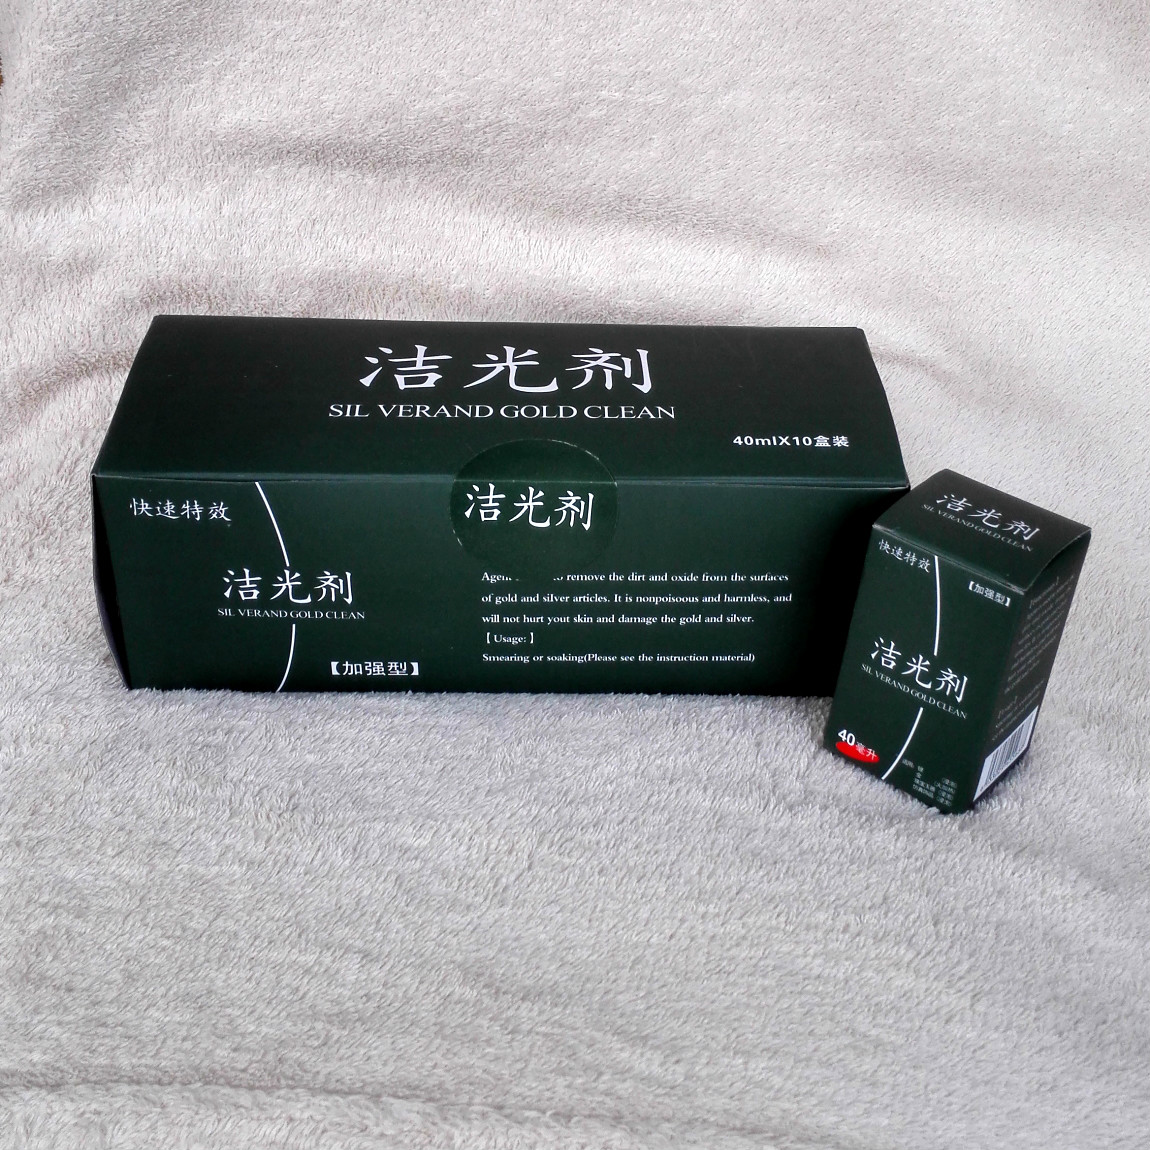 洁光剂
SIL VERAND GOLD CLEAN
40mlX10盒装
洁光剂
快速特效
洁光剂
SIL VERAND GOLD CLEAN
【加强型】
Agent to remove the dirt and oxide from the surfaces
of gold and silver articles. It is nonpoisoous and harmless, and
will not hurt yout skin and damage the gold and silver.
【Usage:】
Smearing or soaking(Please see the instruction material)
洁光剂
SIL VERAND GOLD CLEAN
快速特效
【加强型】
洁光剂
SIL VERAND GOLD CLEAN
40毫升